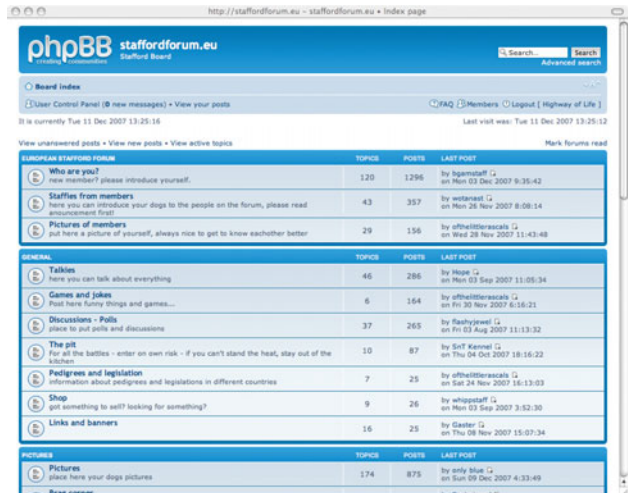 http://staffordforum.eu – staffordforum.eu • Index page
phpBB
creating communities
staffordforum.eu
Stafford Board
Search...
Search
Advanced search
Board index
User Control Panel (0 new messages) • View your posts
FAQ Members Logout [ Highway of Life ]
It is currently Tue 11 Dec 2007 13:25:16
Last visit was: Tue 11 Dec 2007 13:25:12
View unanswered posts • View new posts • View active topics
Mark forums read
EUROPEAN STAFFORD FORUM TOPICS POSTS LAST POST
Who are you?
new member? please introduce yourself.
120 1296
by bgamstaff
on Mon 03 Dec 2007 9:35:42
Staffies from members
here you can introduce your dogs to the people on the forum, please read
anouncement first!
43 357
by wotanast
on Mon 26 Nov 2007 8:08:14
Pictures of members
put here a picture of yourself, always nice to get to know eachother better
29 156
by ofthelittlerascals
on Wed 28 Nov 2007 11:43:48
GENERAL TOPICS POSTS LAST POST
Talkies
here you can talk about everything
46 286
by Hope
on Mon 03 Sep 2007 11:05:34
Games and jokes
Post here funny things and games...
6 164
by ofthelittlerascals
on Fri 30 Nov 2007 6:16:21
Discussions - Polls
place to put polls and discussions
37 265
by flashyjewel
on Fri 03 Aug 2007 11:13:32
The pit
For all the battles - enter on own risk - if you can't stand the heat, stay out of the
kitchen
10 87
by SnT Kennel
on Thu 04 Oct 2007 18:16:22
Pedigrees and legislation
information about pedigrees and legislations in different countries
7 25
by ofthelittlerascals
on Sat 24 Nov 2007 16:13:03
Shop
got something to sell? looking for something?
9 26
by whippstaff
on Mon 03 Sep 2007 3:52:30
Links and banners
16 25
by Gaster
on Thu 08 Nov 2007 15:07:34
PICTURES TOPICS POSTS LAST POST
Pictures
place here your dogs pictures
174 875
by only blue
on Sun 09 Dec 2007 4:33:49